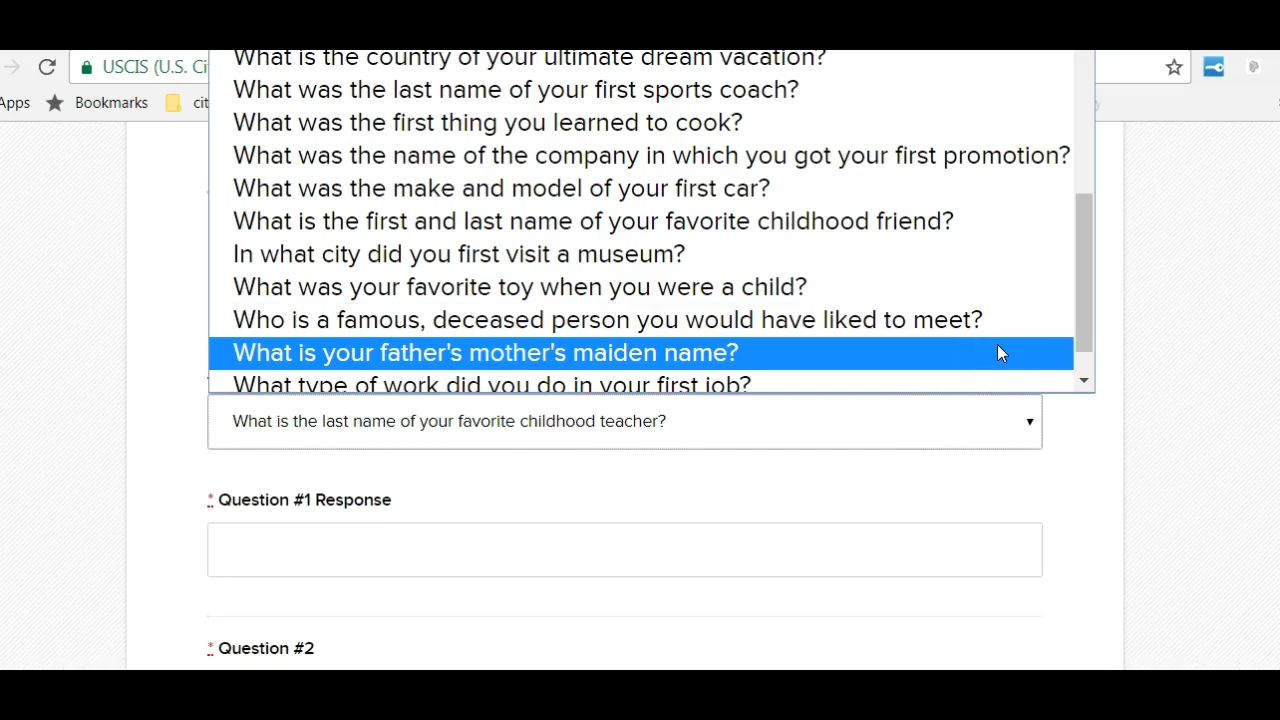 What is the country of your ultimate dream vacation?
USCIS (U.S. Cit
What was the last name of your first sports coach?
Apps
Bookmarks
cit
What was the first thing you learned to cook?
What was the name of the company in which you got your first promotion?
What was the make and model of your first car?
What is the first and last name of your favorite childhood friend?
In what city did you first visit a museum?
What was your favorite toy when you were a child?
Who is a famous, deceased person you would have liked to meet?
What is your father's mother's maiden name?
What type of work did you do in your first job?
What is the last name of your favorite childhood teacher?
* Question #1 Response
* Question #2